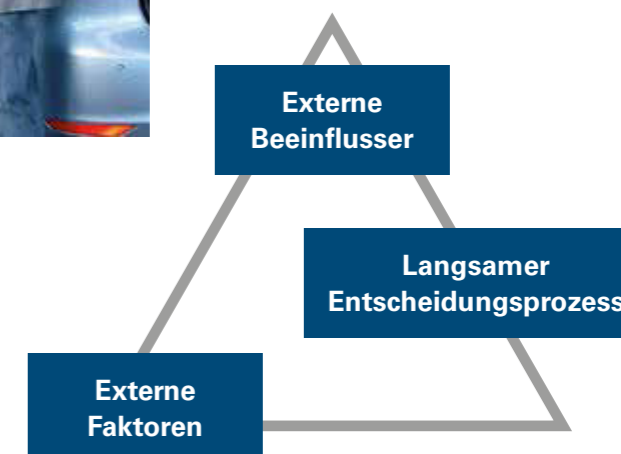 Externe
Beeinflusser
Langsamer
Entscheidungsprozess
Externe
Faktoren